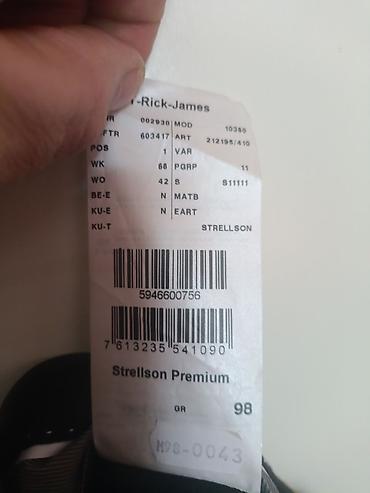 -Rick-James
002930 MOD 10380
FTR 603417 ART 212195/410
POS 1 VAR
WK 66 PGRP 11
WO 42 S S11111
BE-E N MATB
KU-E N EART
KU-T STRELLSON
5946600756
7 613235 541090
Strellson Premium
GR 98
M98-0043